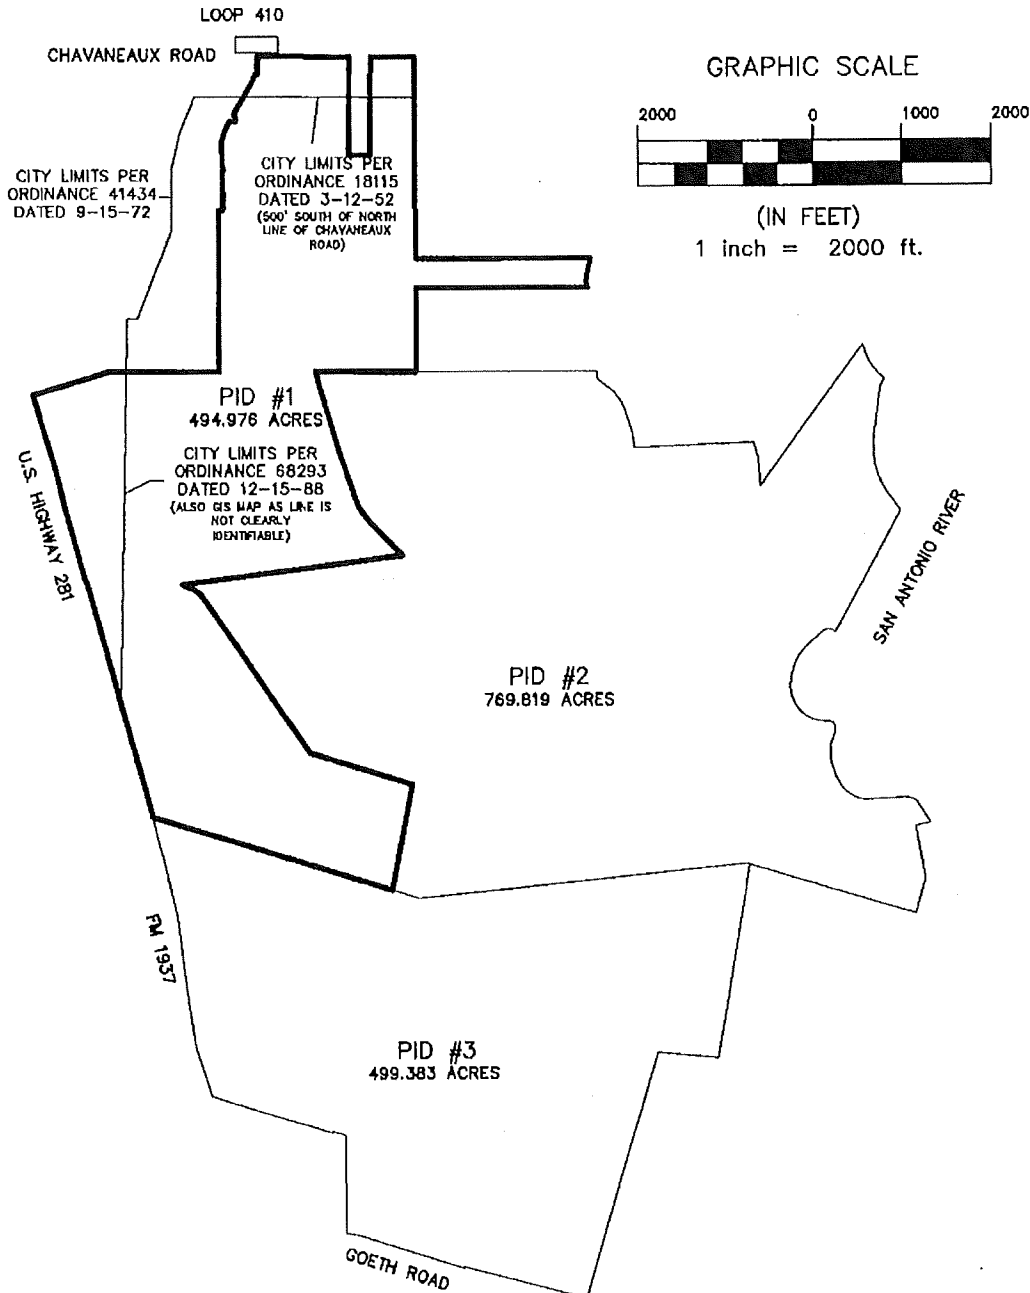 LOOP 410
CHAVANEAUX ROAD
GRAPHIC SCALE
2000
0
1000
2000
(IN FEET)
1 inch = 2000 ft.
CITY LIMITS PER
ORDINANCE 41434
DATED 9-15-72
CITY LIMITS PER
ORDINANCE 18115
DATED 3-12-52
(500' SOUTH OF NORTH
LINE OF CHAVANEAUX
ROAD)
PID #1
494.976 ACRES
CITY LIMITS PER
ORDINANCE 68293
DATED 12-15-88
(ALSO GIS MAP AS LINE IS
NOT CLEARLY
IDENTIFIABLE)
U.S. HIGHWAY 281
SAN ANTONIO RIVER
PID #2
769.819 ACRES
FM 1937
PID #3
499.383 ACRES
GOETH ROAD